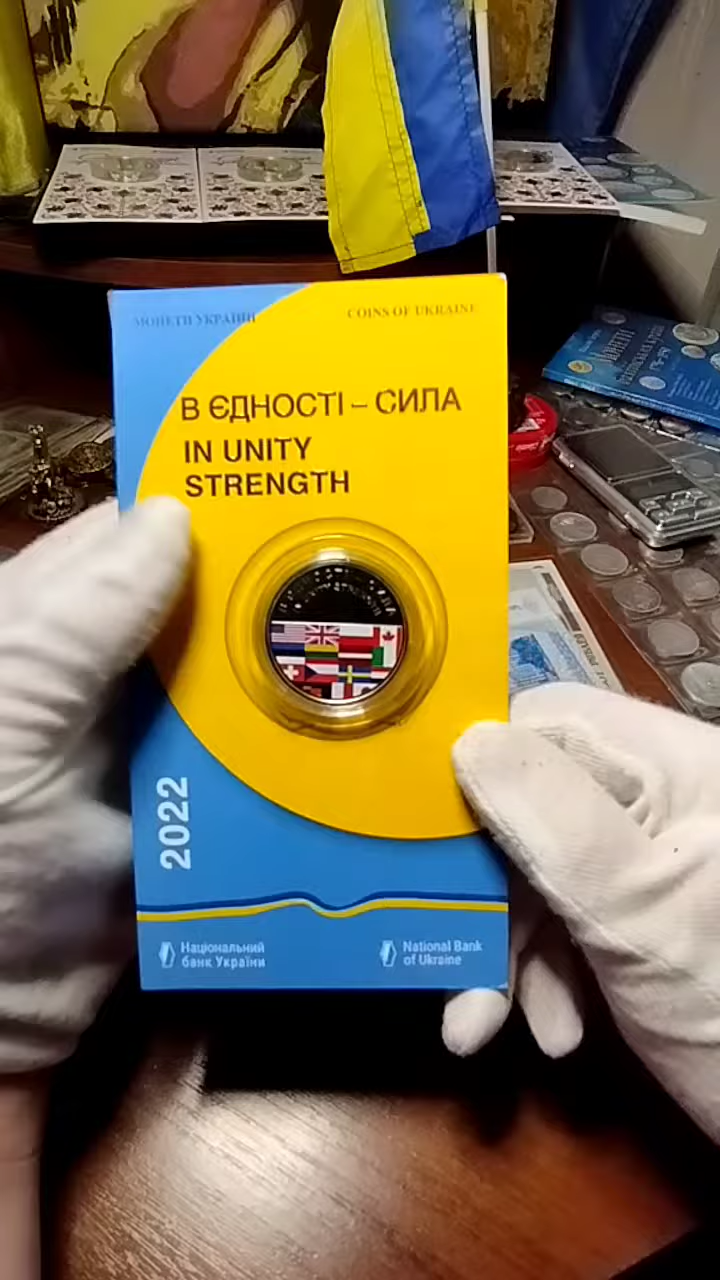 МОНЕТИ УКРАЇНИ
COINS OF UKRAINE
В ЄДНОСТІ – СИЛА
IN UNITY
STRENGTH
2022
Національний
банк України
National Bank
of Ukraine